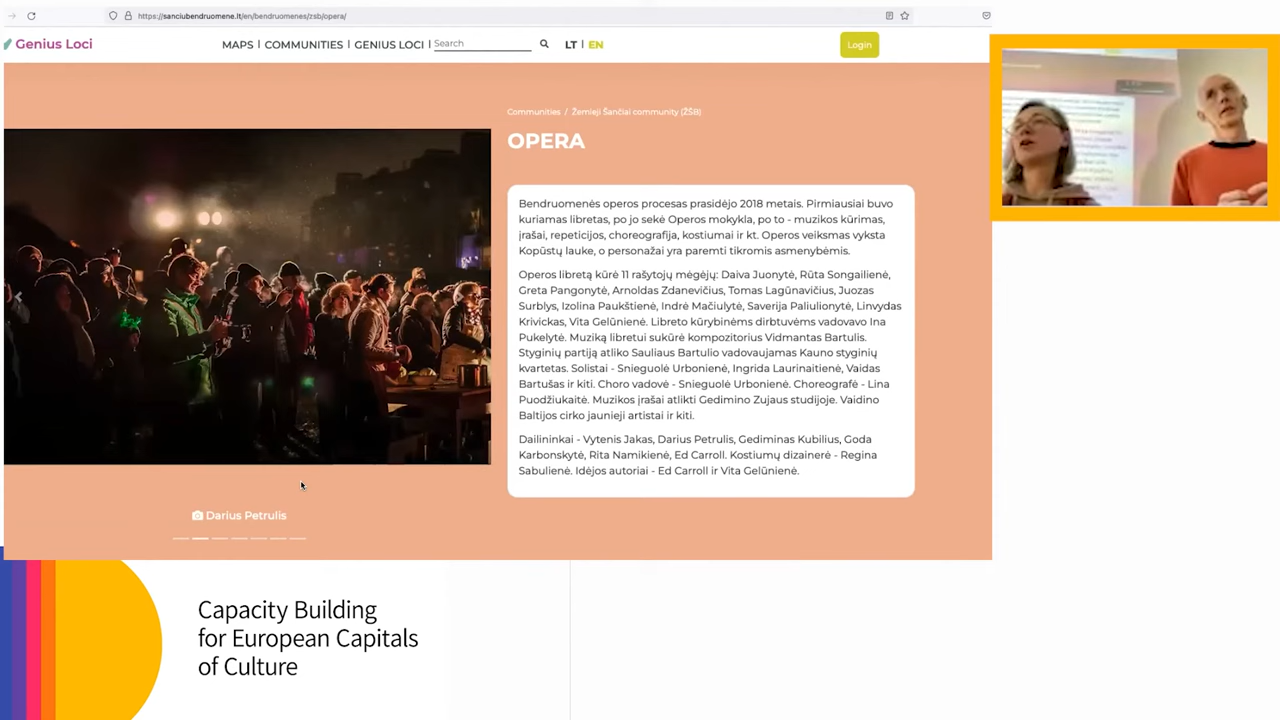 https://sanciubendruomene.lt/en/bendruomenes/zsb/opera/
Genius Loci
MAPS | COMMUNITIES | GENIUS LOCI | Search LT | EN
Login
Communities / Žemieji Šančiai community (ŽŠB)
OPERA
Bendruomenės operos procesas prasidėjo 2018 metais. Pirmiausiai buvo
kuriamas libretas, po jo sekė Operos mokykla, po to - muzikos kūrimas,
įrašai, repeticijos, choreografija, kostiumai ir kt. Operos veiksmas vyksta
Kopūstų lauke, o personažai yra paremti tikromis asmenybėmis.
Operos libretą kūrė 11 rašytojų mėgėjų: Daiva Juonytė, Rūta Songailienė,
Greta Pangonytė, Arnoldas Zdanevičius, Tomas Lagūnavičius, Juozas
Surblys, Izolina Paukštienė, Indrė Mačiulytė, Saverija Paliulionytė, Linvydas
Krivickas, Vita Gelūnienė. Libreto kūrybinėms dirbtuvėms vadovavo Ina
Pukelytė. Muziką libretui sukūrė kompozitorius Vidmantas Bartulis.
Styginių partiją atliko Sauliaus Bartulio vadovaujamas Kauno styginių
kvartetas. Solistai - Snieguolė Urbonienė, Ingrida Laurinaitienė, Vaidas
Bartušas ir kiti. Choro vadovė - Snieguolė Urbonienė. Choreografė - Lina
Puodžiukaitė. Muzikos įrašai atlikti Gedimino Zujaus studijoje. Vaidino
Baltijos cirko jaunieji artistai ir kiti.
Dailininkai - Vytenis Jakas, Darius Petrulis, Gediminas Kubilius, Goda
Karbonskytė, Rita Namikienė, Ed Carroll. Kostiumų dizainerė - Regina
Sabulienė. Idėjos autoriai - Ed Carroll ir Vita Gelūnienė.
Darius Petrulis
Capacity Building
for European Capitals
of Culture